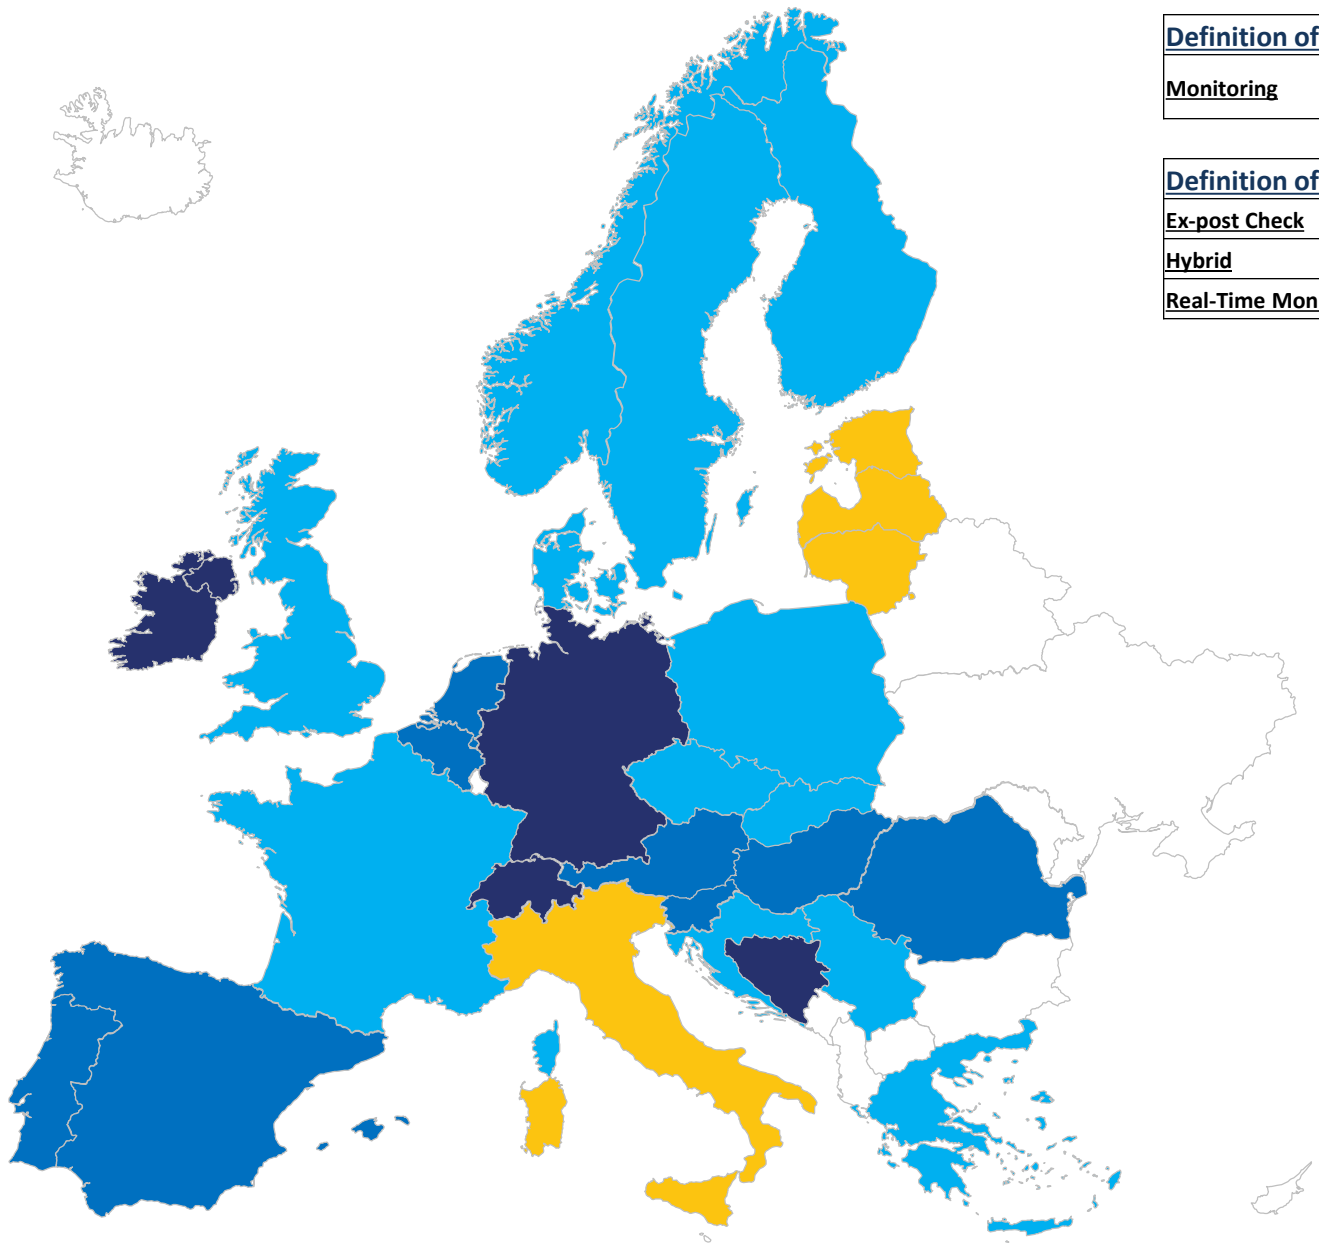 Definition of
Monitoring
Definition of
Ex-post Check
Hybrid
Real-Time Mon